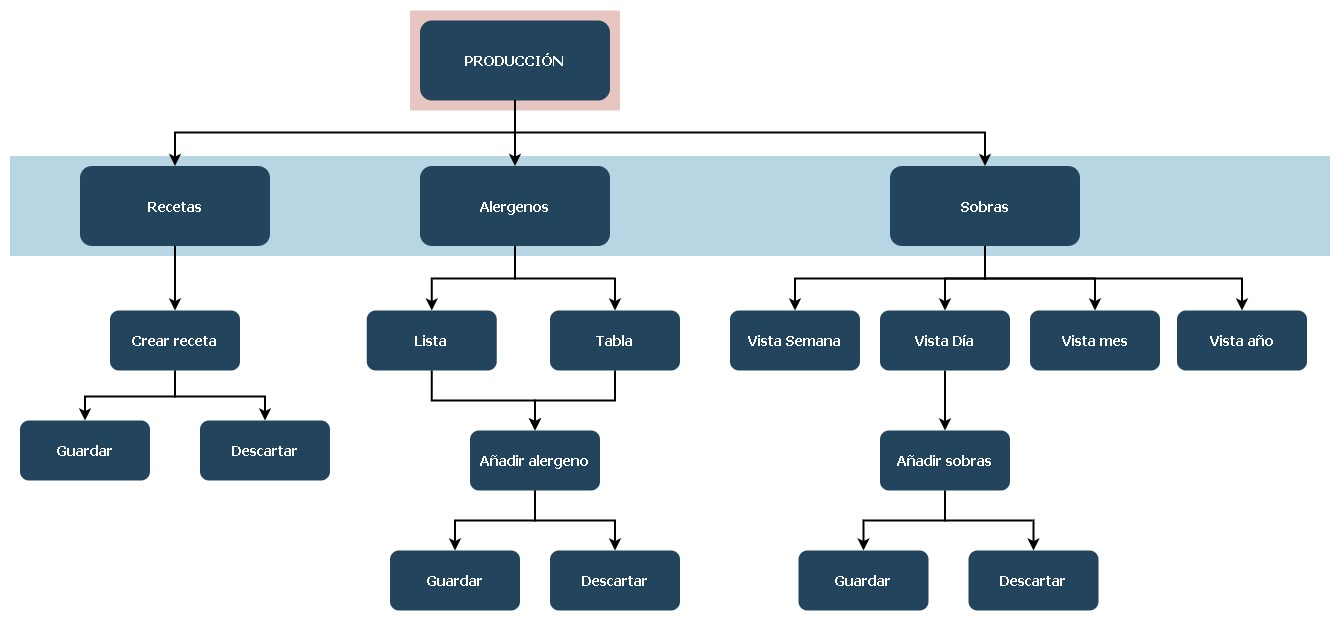 PRODUCCIÓN
Recetas
Alergenos
Sobras
Crear receta
Lista
Tabla
Vista Semana
Vista Día
Vista mes
Vista año
Guardar
Descartar
Añadir alergeno
Añadir sobras
Guardar
Descartar
Guardar
Descartar